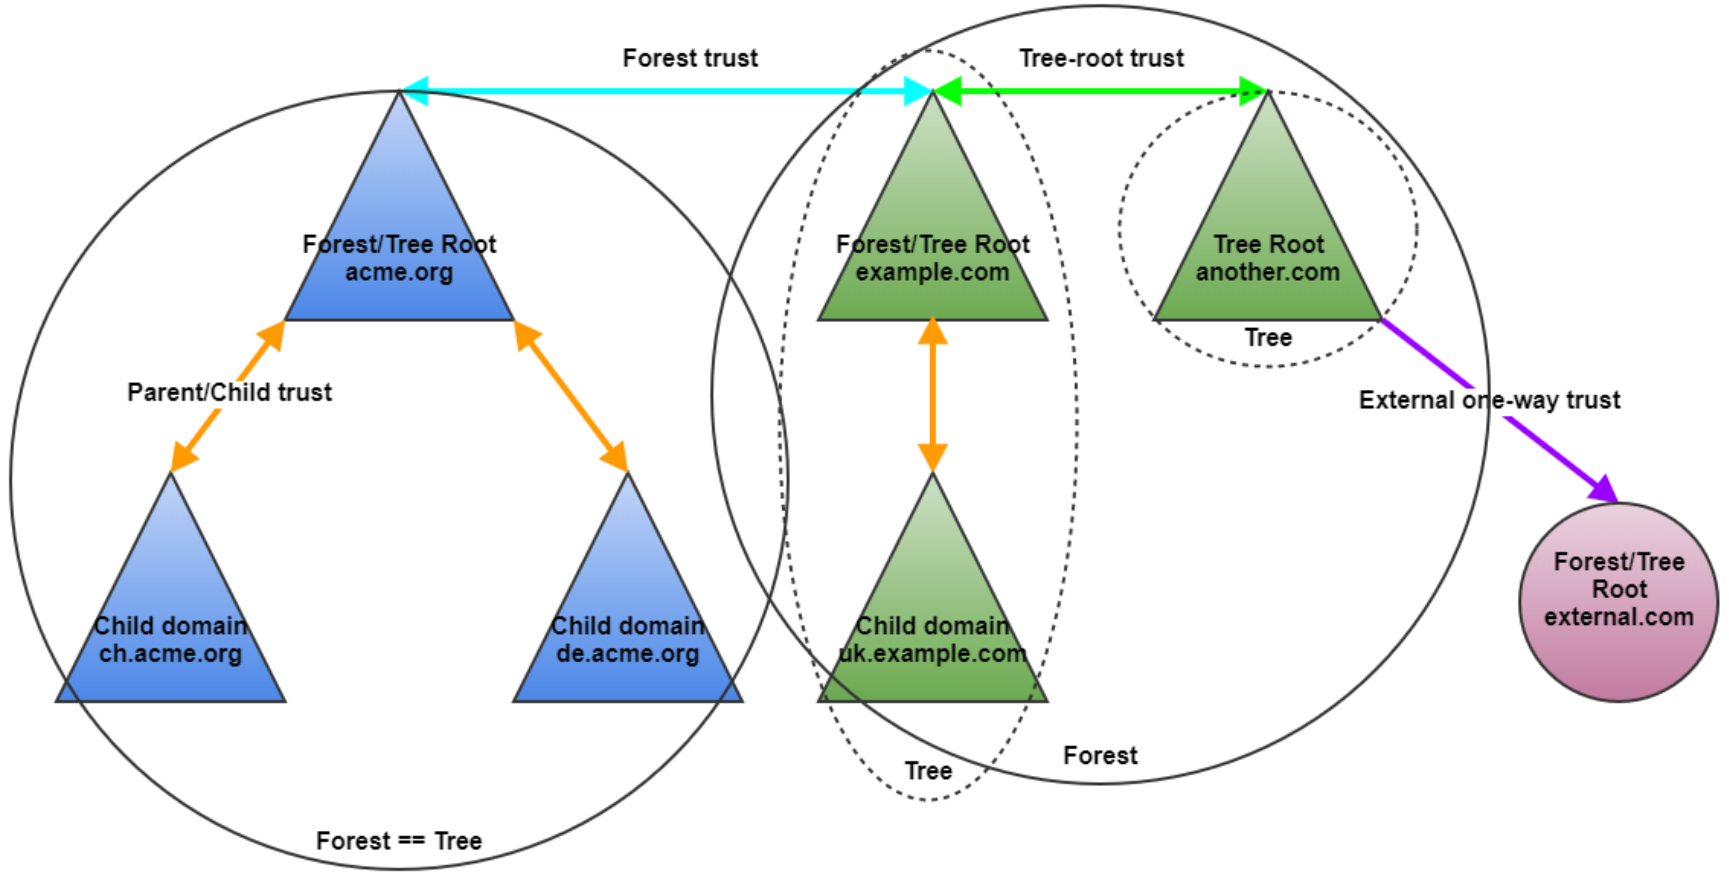 Forest trust
Tree-root trust
Forest/Tree Root
acme.org
Forest/Tree Root
example.com
Tree Root
another.com
Tree
Parent/Child trust
External one-way trust
Child domain
ch.acme.org
Child domain
de.acme.org
Child domain
uk.example.com
Forest/Tree
Root
external.com
Forest
Tree
Forest == Tree